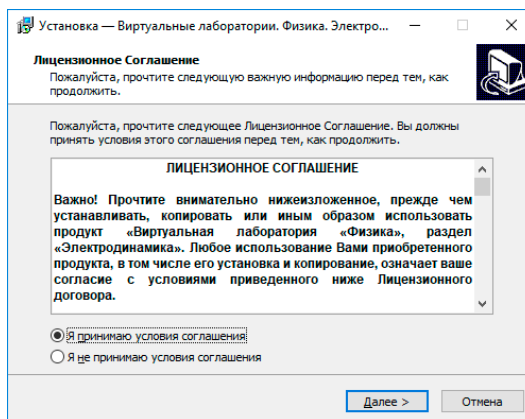 Установка — Виртуальные лаборатории. Физика. Электро...
Лицензионное Соглашение
Пожалуйста, прочтите следующую важную информацию перед тем, как
продолжить.
Пожалуйста, прочтите следующее Лицензионное Соглашение. Вы должны
принять условия этого соглашения перед тем, как продолжить.
ЛИЦЕНЗИОННОЕ СОГЛАШЕНИЕ
Важно! Прочтите внимательно нижеизложенное, прежде чем
устанавливать, копировать или иным образом использовать
продукт «Виртуальная лаборатория «Физика», раздел
«Электродинамика». Любое использование Вами приобретенного
продукта, в том числе его установка и копирование, означает ваше
согласие с условиями приведенного ниже Лицензионного
договора.
Я принимаю условия соглашения
Я не принимаю условия соглашения
Далее >
Отмена